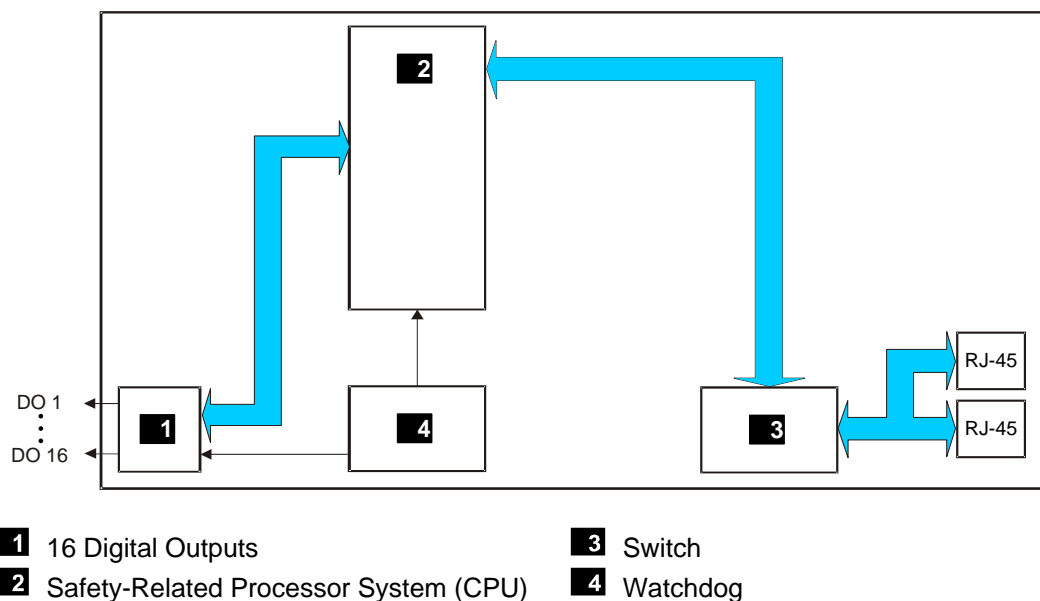 2
RJ-45
DO 1
1
4
3
RJ-45
DO 16
1 16 Digital Outputs
3 Switch
2 Safety-Related Processor System (CPU)
4 Watchdog